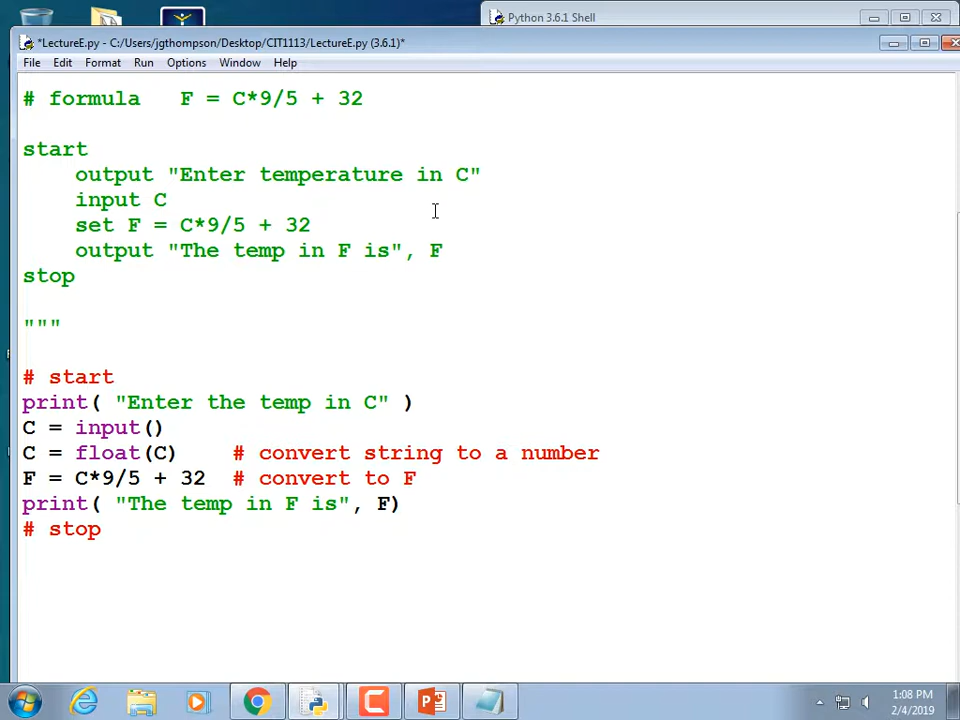 Python 3.6.1 Shell
*LectureE.py - C:/Users/jgthompson/Desktop/CIT1113/LectureE.py (3.6.1)*
File Edit Format Run Options Window Help
# formula   F = C*9/5 + 32
start
    output "Enter temperature in C"
    input C
    set F = C*9/5 + 32
    output "The temp in F is", F
stop
"""
# start
print( "Enter the temp in C" )
C = input()
C = float(C)    # convert string to a number
F = C*9/5 + 32  # convert to F
print( "The temp in F is", F)
# stop
1:08 PM
2/4/2019